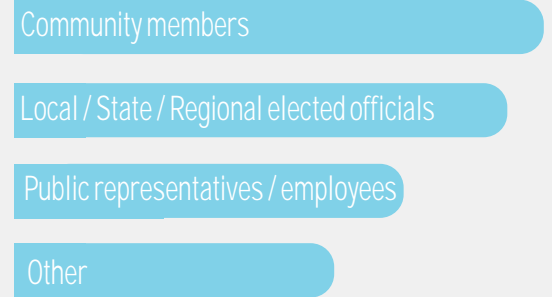 Community members
Local / State / Regional elected officials
Public representatives / employees
Other